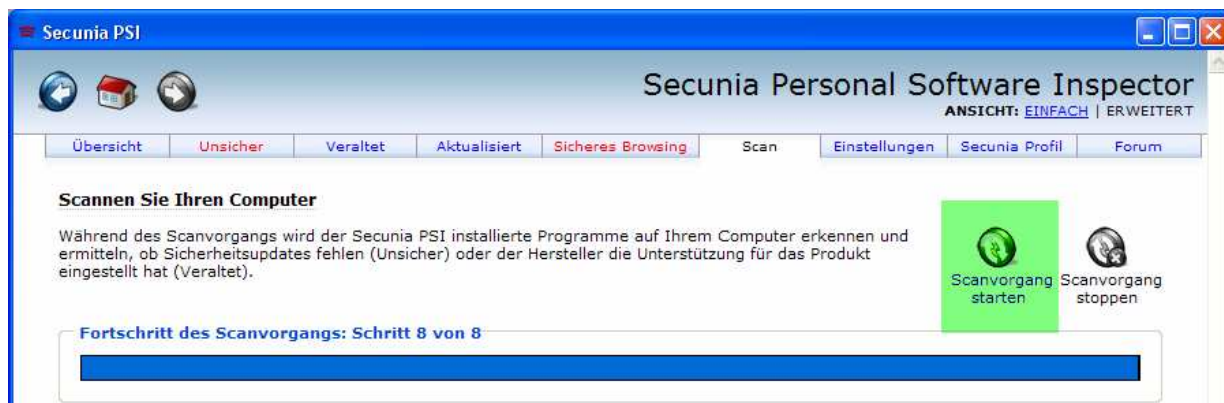 Secunia PSI
Secunia Personal Software Inspector
ANSICHT: EINFACH | ERWEITERT
Übersicht
Unsicher
Veraltet
Aktualisiert
Sicheres Browsing
Scan
Einstellungen
Secunia Profil
Forum
Scannen Sie Ihren Computer
Während des Scanvorgangs wird der Secunia PSI installierte Programme auf Ihrem Computer erkennen und
ermitteln, ob Sicherheitsupdates fehlen (Unsicher) oder der Hersteller die Unterstützung für das Produkt
eingestellt hat (Veraltet).
Scanvorgang
starten
Scanvorgang
stoppen
Fortschritt des Scanvorgangs: Schritt 8 von 8